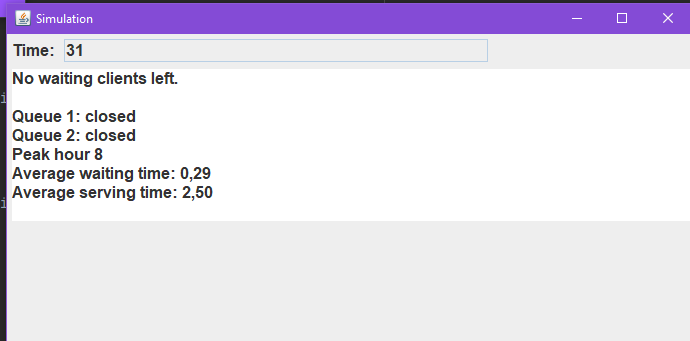 Simulation
Time: 31
No waiting clients left.
Queue 1: closed
Queue 2: closed
Peak hour 8
Average waiting time: 0,29
Average serving time: 2,50